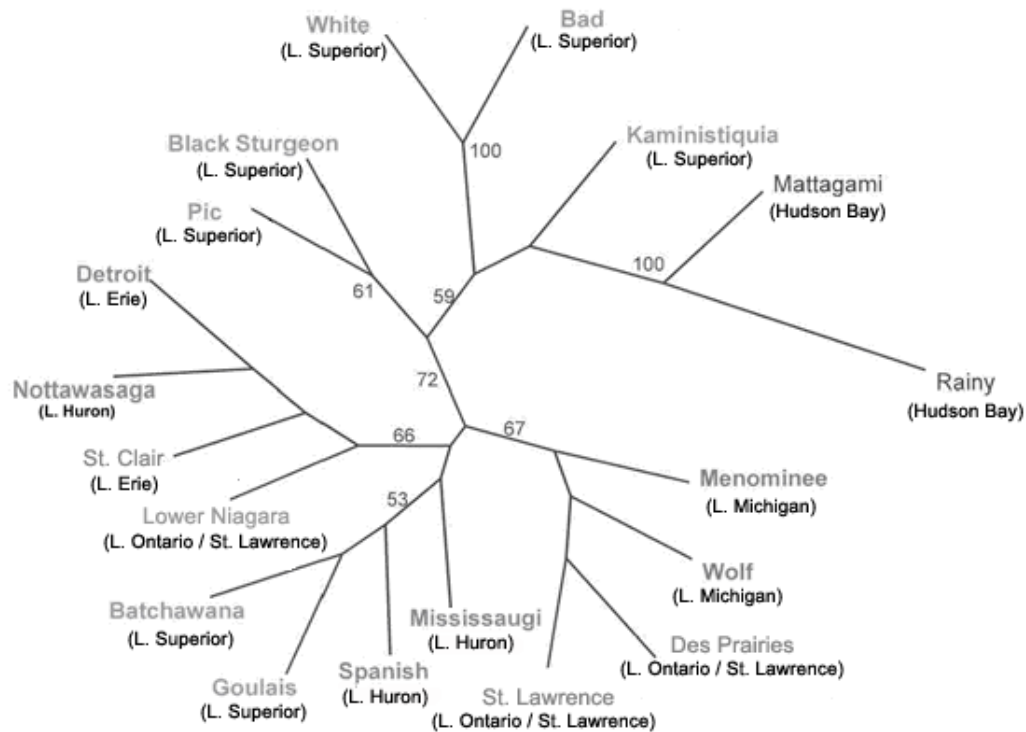 White
(L. Superior)
Bad
(L. Superior)
100
Black Sturgeon
(L. Superior)
Kaministiquia
(L. Superior)
Mattagami
(Hudson Bay)
Pic
(L. Superior)
100
Detroit
(L. Erie)
61
59
Nottawasaga
(L. Huron)
72
Rainy
(Hudson Bay)
66
67
St. Clair
(L. Erie)
Menominee
(L. Michigan)
53
Lower Niagara
(L. Ontario / St. Lawrence)
Wolf
(L. Michigan)
Batchawana
(L. Superior)
Mississaugi
(L. Huron)
Des Prairies
(L. Ontario / St. Lawrence)
Goulais
(L. Superior)
Spanish
(L. Huron)
St. Lawrence
(L. Ontario / St. Lawrence)